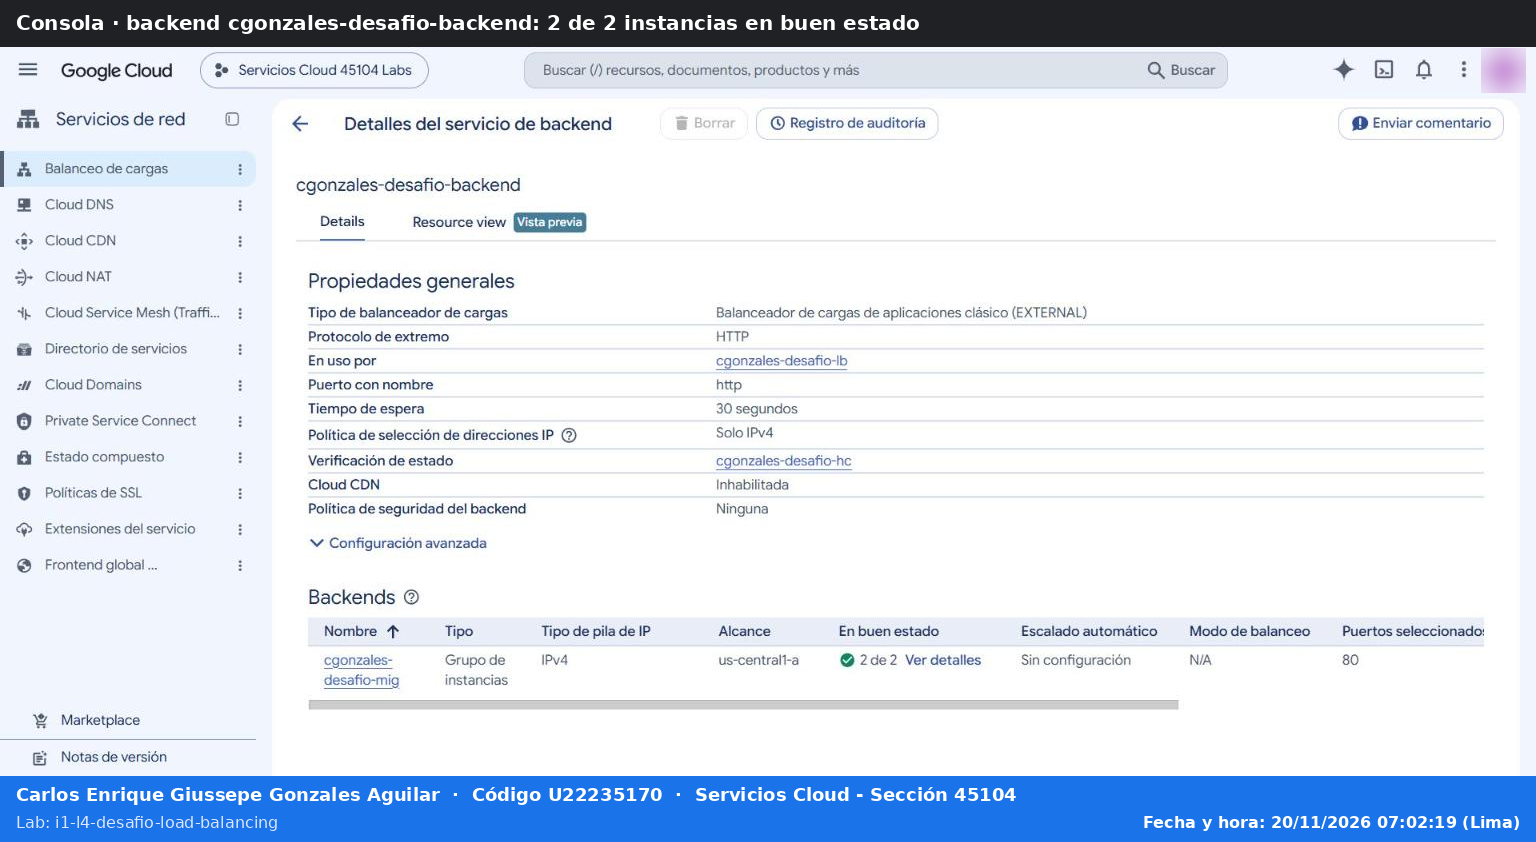 Consola · backend cgonzales-desafio-backend: 2 de 2 instancias en buen estado
Google Cloud
Servicios Cloud 45104 Labs
Buscar (/) recursos, documentos, productos y más
Buscar
Servicios de red
Detalles del servicio de backend
Borrar
Registro de auditoría
Enviar comentario
Balanceo de cargas
Cloud DNS
Cloud CDN
Cloud NAT
Cloud Service Mesh (Traffi...
Directorio de servicios
Cloud Domains
Private Service Connect
Estado compuesto
Políticas de SSL
Extensiones del servicio
Frontend global ...
Marketplace
Notas de versión
cgonzales-desafio-backend
Details
Resource view Vista previa
Propiedades generales
Tipo de balanceador de cargas Balanceador de cargas de aplicaciones clásico (EXTERNAL)
Protocolo de extremo HTTP
En uso por cgonzales-desafio-lb
Puerto con nombre http
Tiempo de espera 30 segundos
Política de selección de direcciones IP Solo IPv4
Verificación de estado cgonzales-desafio-hc
Cloud CDN Inhabilitada
Política de seguridad del backend Ninguna
Configuración avanzada
Backends
Nombre Tipo Tipo de pila de IP Alcance En buen estado Escalado automático Modo de balanceo Puertos seleccionados
cgonzales- Grupo de IPv4 us-central1-a 2 de 2 Ver detalles Sin configuración N/A 80
desafio-mig instancias
Carlos Enrique Giussepe Gonzales Aguilar · Código U22235170 · Servicios Cloud - Sección 45104
Lab: i1-l4-desafio-load-balancing
Fecha y hora: 20/11/2026 07:02:19 (Lima)